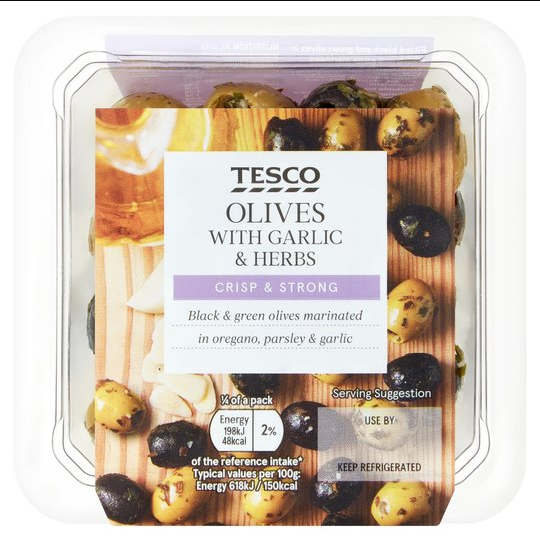 TESCO
OLIVES
WITH GARLIC
& HERBS
CRISP & STRONG
Black & green olives marinated
in oregano, parsley & garlic
Serving Suggestion
of a pack
Energy
198kJ
48kcal
2%
of the reference intake*
Typical values per 100g:
Energy 618kJ / 150kcal
USE BY
KEEP REFRIGERATED